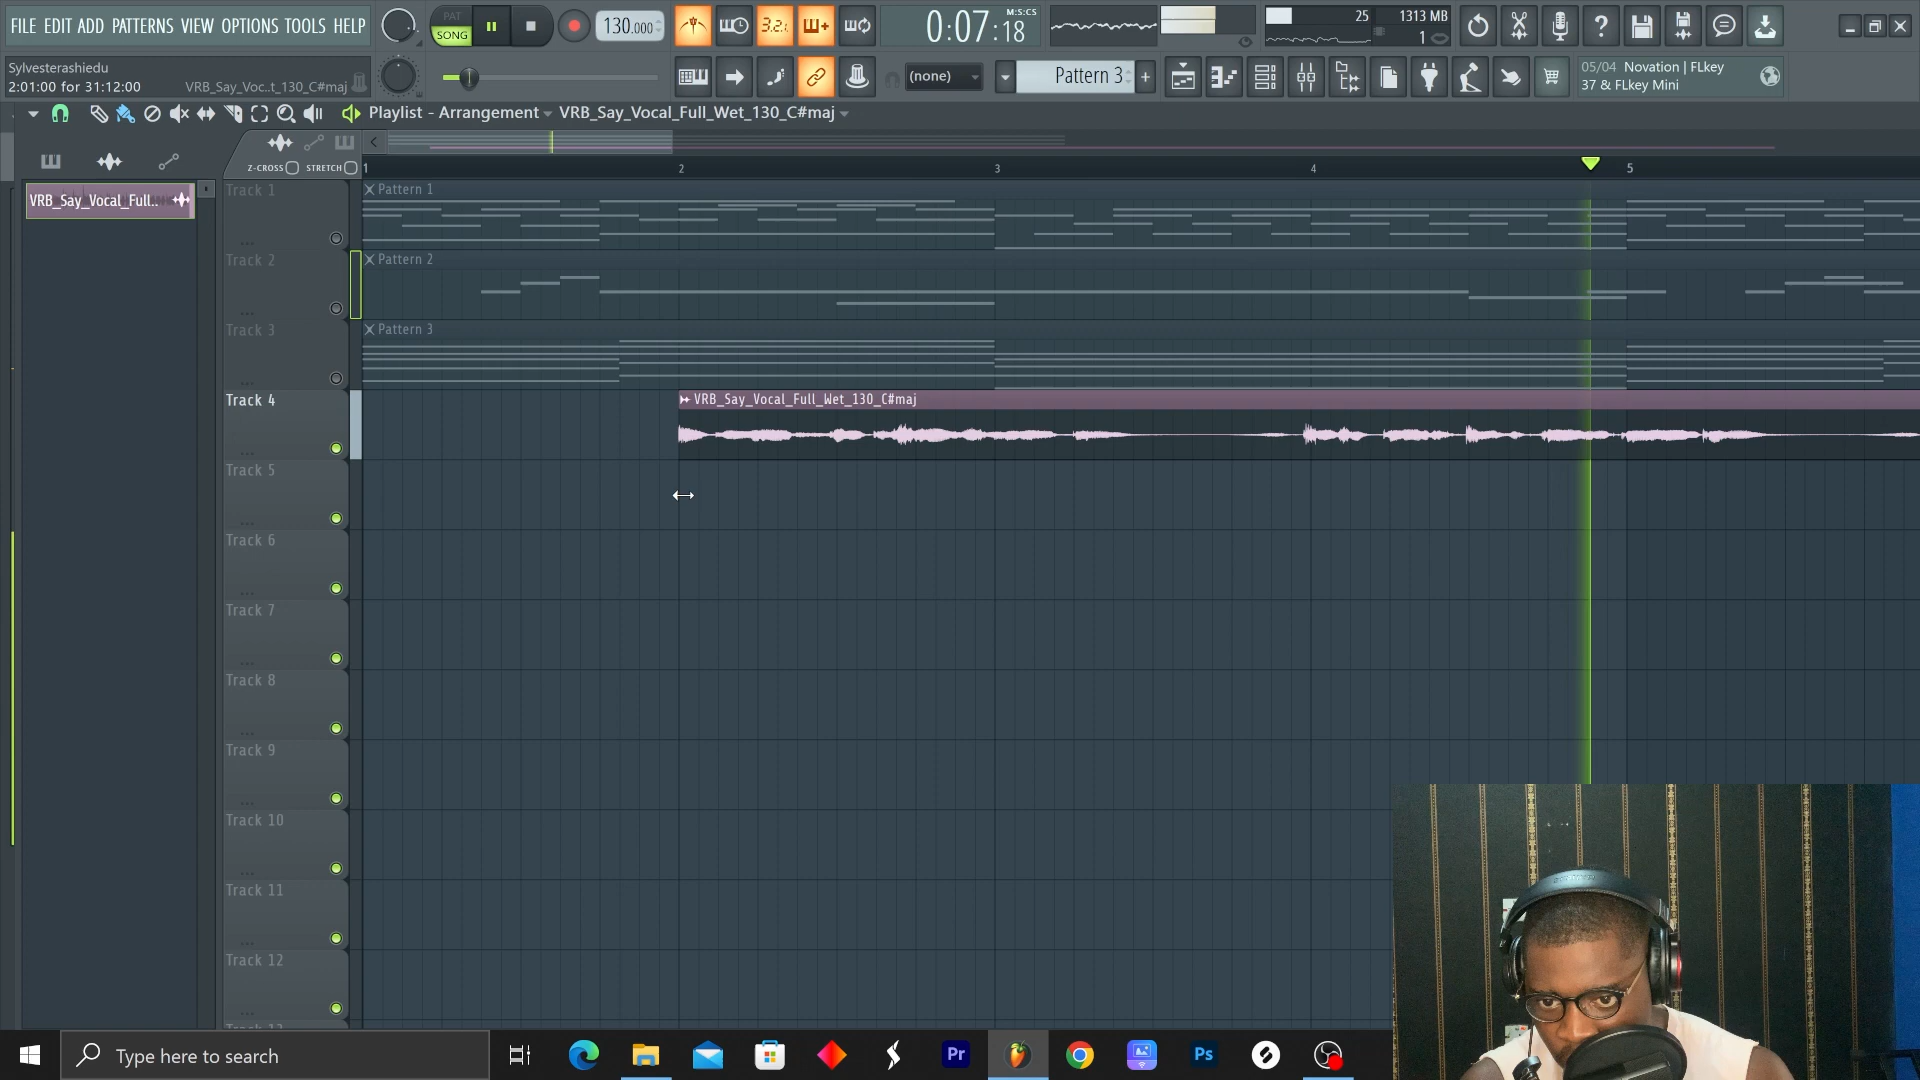 FILE EDIT ADD PATTERNS VIEW OPTIONS TOOLS HELP
PAT
SONG
130.000
3.2.
0:07:18
M:S:CS
25
1313 MB
1
Sylvesterashiedu
2:01:00 for 31:12:00
VRB_Say_Voc..t_130_C#maj
(none)
Pattern 3
+
05/04 Novation | FLkey
37 & FLkey Mini
Playlist - Arrangement
VRB_Say_Vocal_Full_Wet_130_C#maj
Z-CROSS
STRETCH
1
2
3
4
5
VRB_Say_Vocal_Full..
Track 1
Pattern 1
Track 2
Pattern 2
Track 3
Pattern 3
Track 4
VRB_Say_Vocal_Full_Wet_130_C#maj
Track 5
Track 6
Track 7
Track 8
Track 9
Track 10
Track 11
Track 12
Type here to search
Pr
Ps